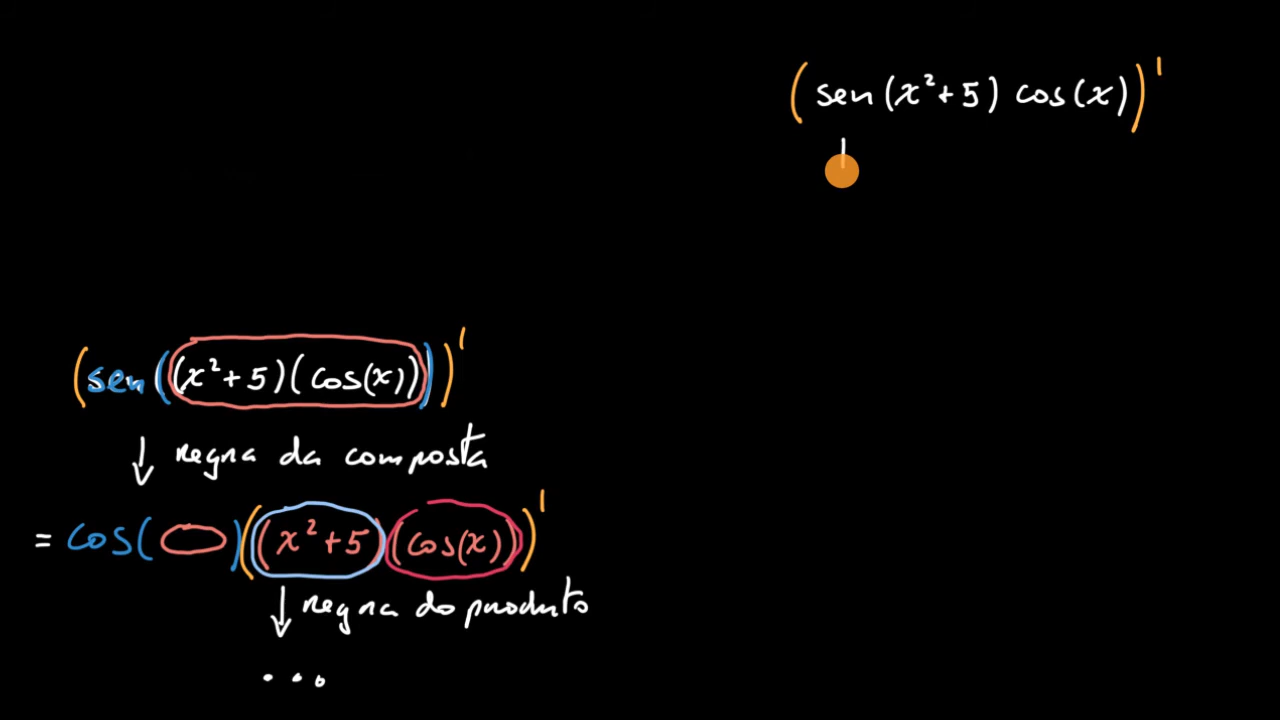 (sen(x²+5) cos(x))'
(sen((x²+5)(cos(x))))'
↓ regra da composta
= cos( )((x²+5)(cos(x)))'
↓ regra do produto
...